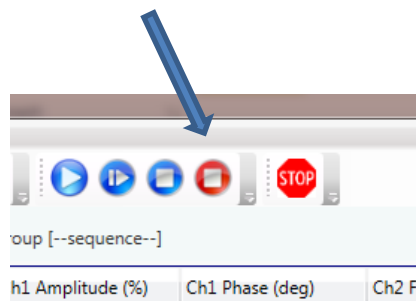 STOP
roup [--sequence--]
h1 Amplitude (%) Ch1 Phase (deg) Ch2 F